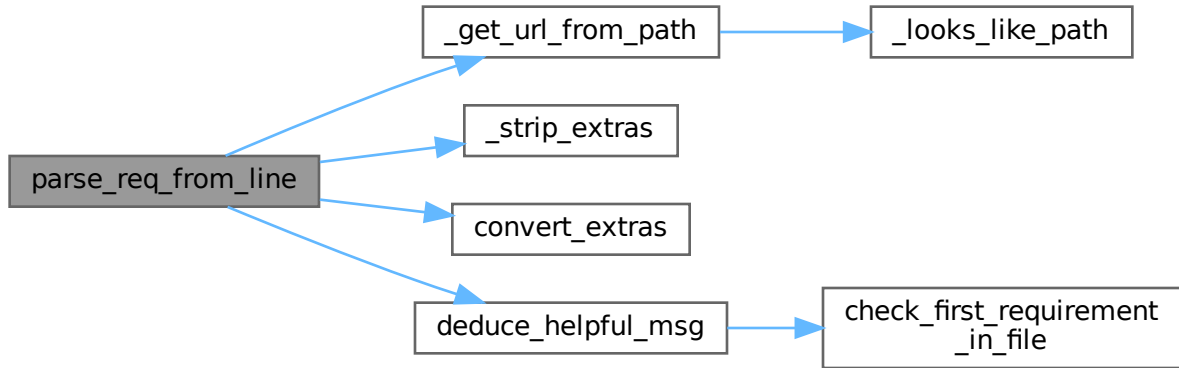 _get_url_from_path
_looks_like_path
_strip_extras
parse_req_from_line
convert_extras
deduce_helpful_msg
check_first_requirement
_in_file